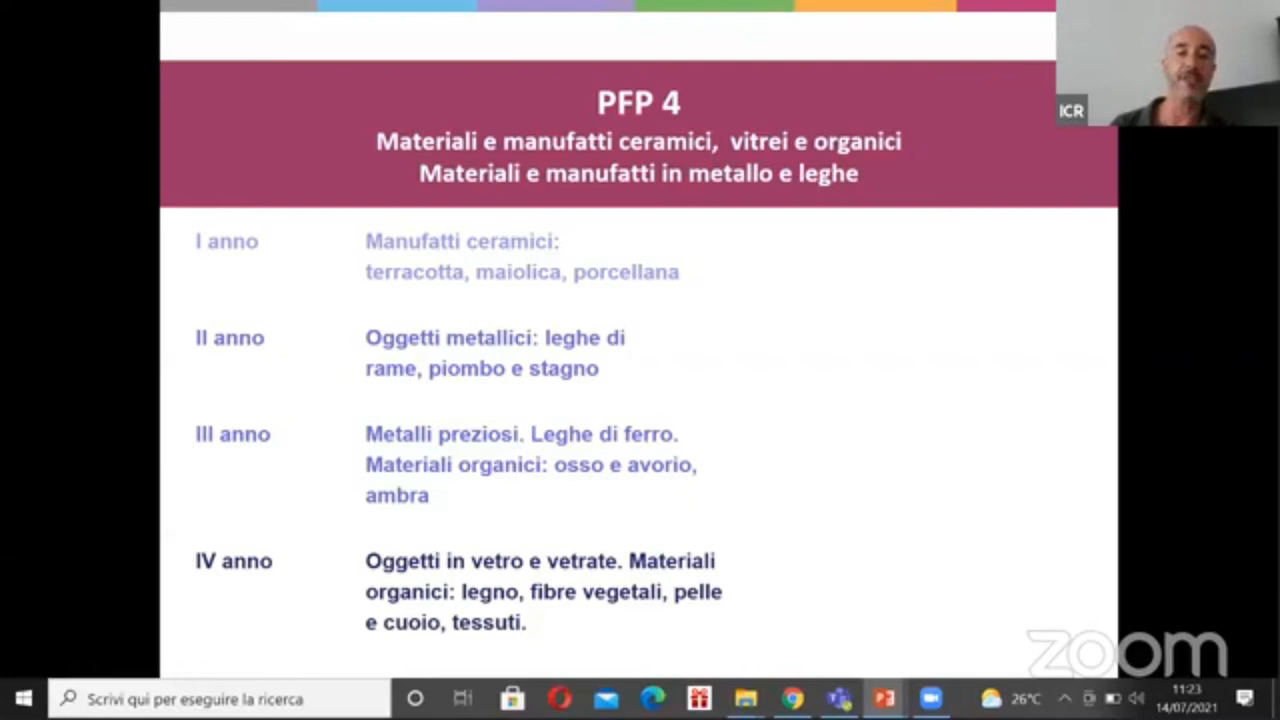 PFP 4
Materiali e manufatti ceramici, vitrei e organici
Materiali e manufatti in metallo e leghe
ICR
I anno
Manufatti ceramici:
terracotta, maiolica, porcellana
II anno
Oggetti metallici: leghe di
rame, piombo e stagno
III anno
Metalli preziosi. Leghe di ferro.
Materiali organici: osso e avorio,
ambra
IV anno
Oggetti in vetro e vetrate. Materiali
organici: legno, fibre vegetali, pelle
e cuoio, tessuti.
zoom
Scrivi qui per eseguire la ricerca
26°C
11:23
14/07/2021